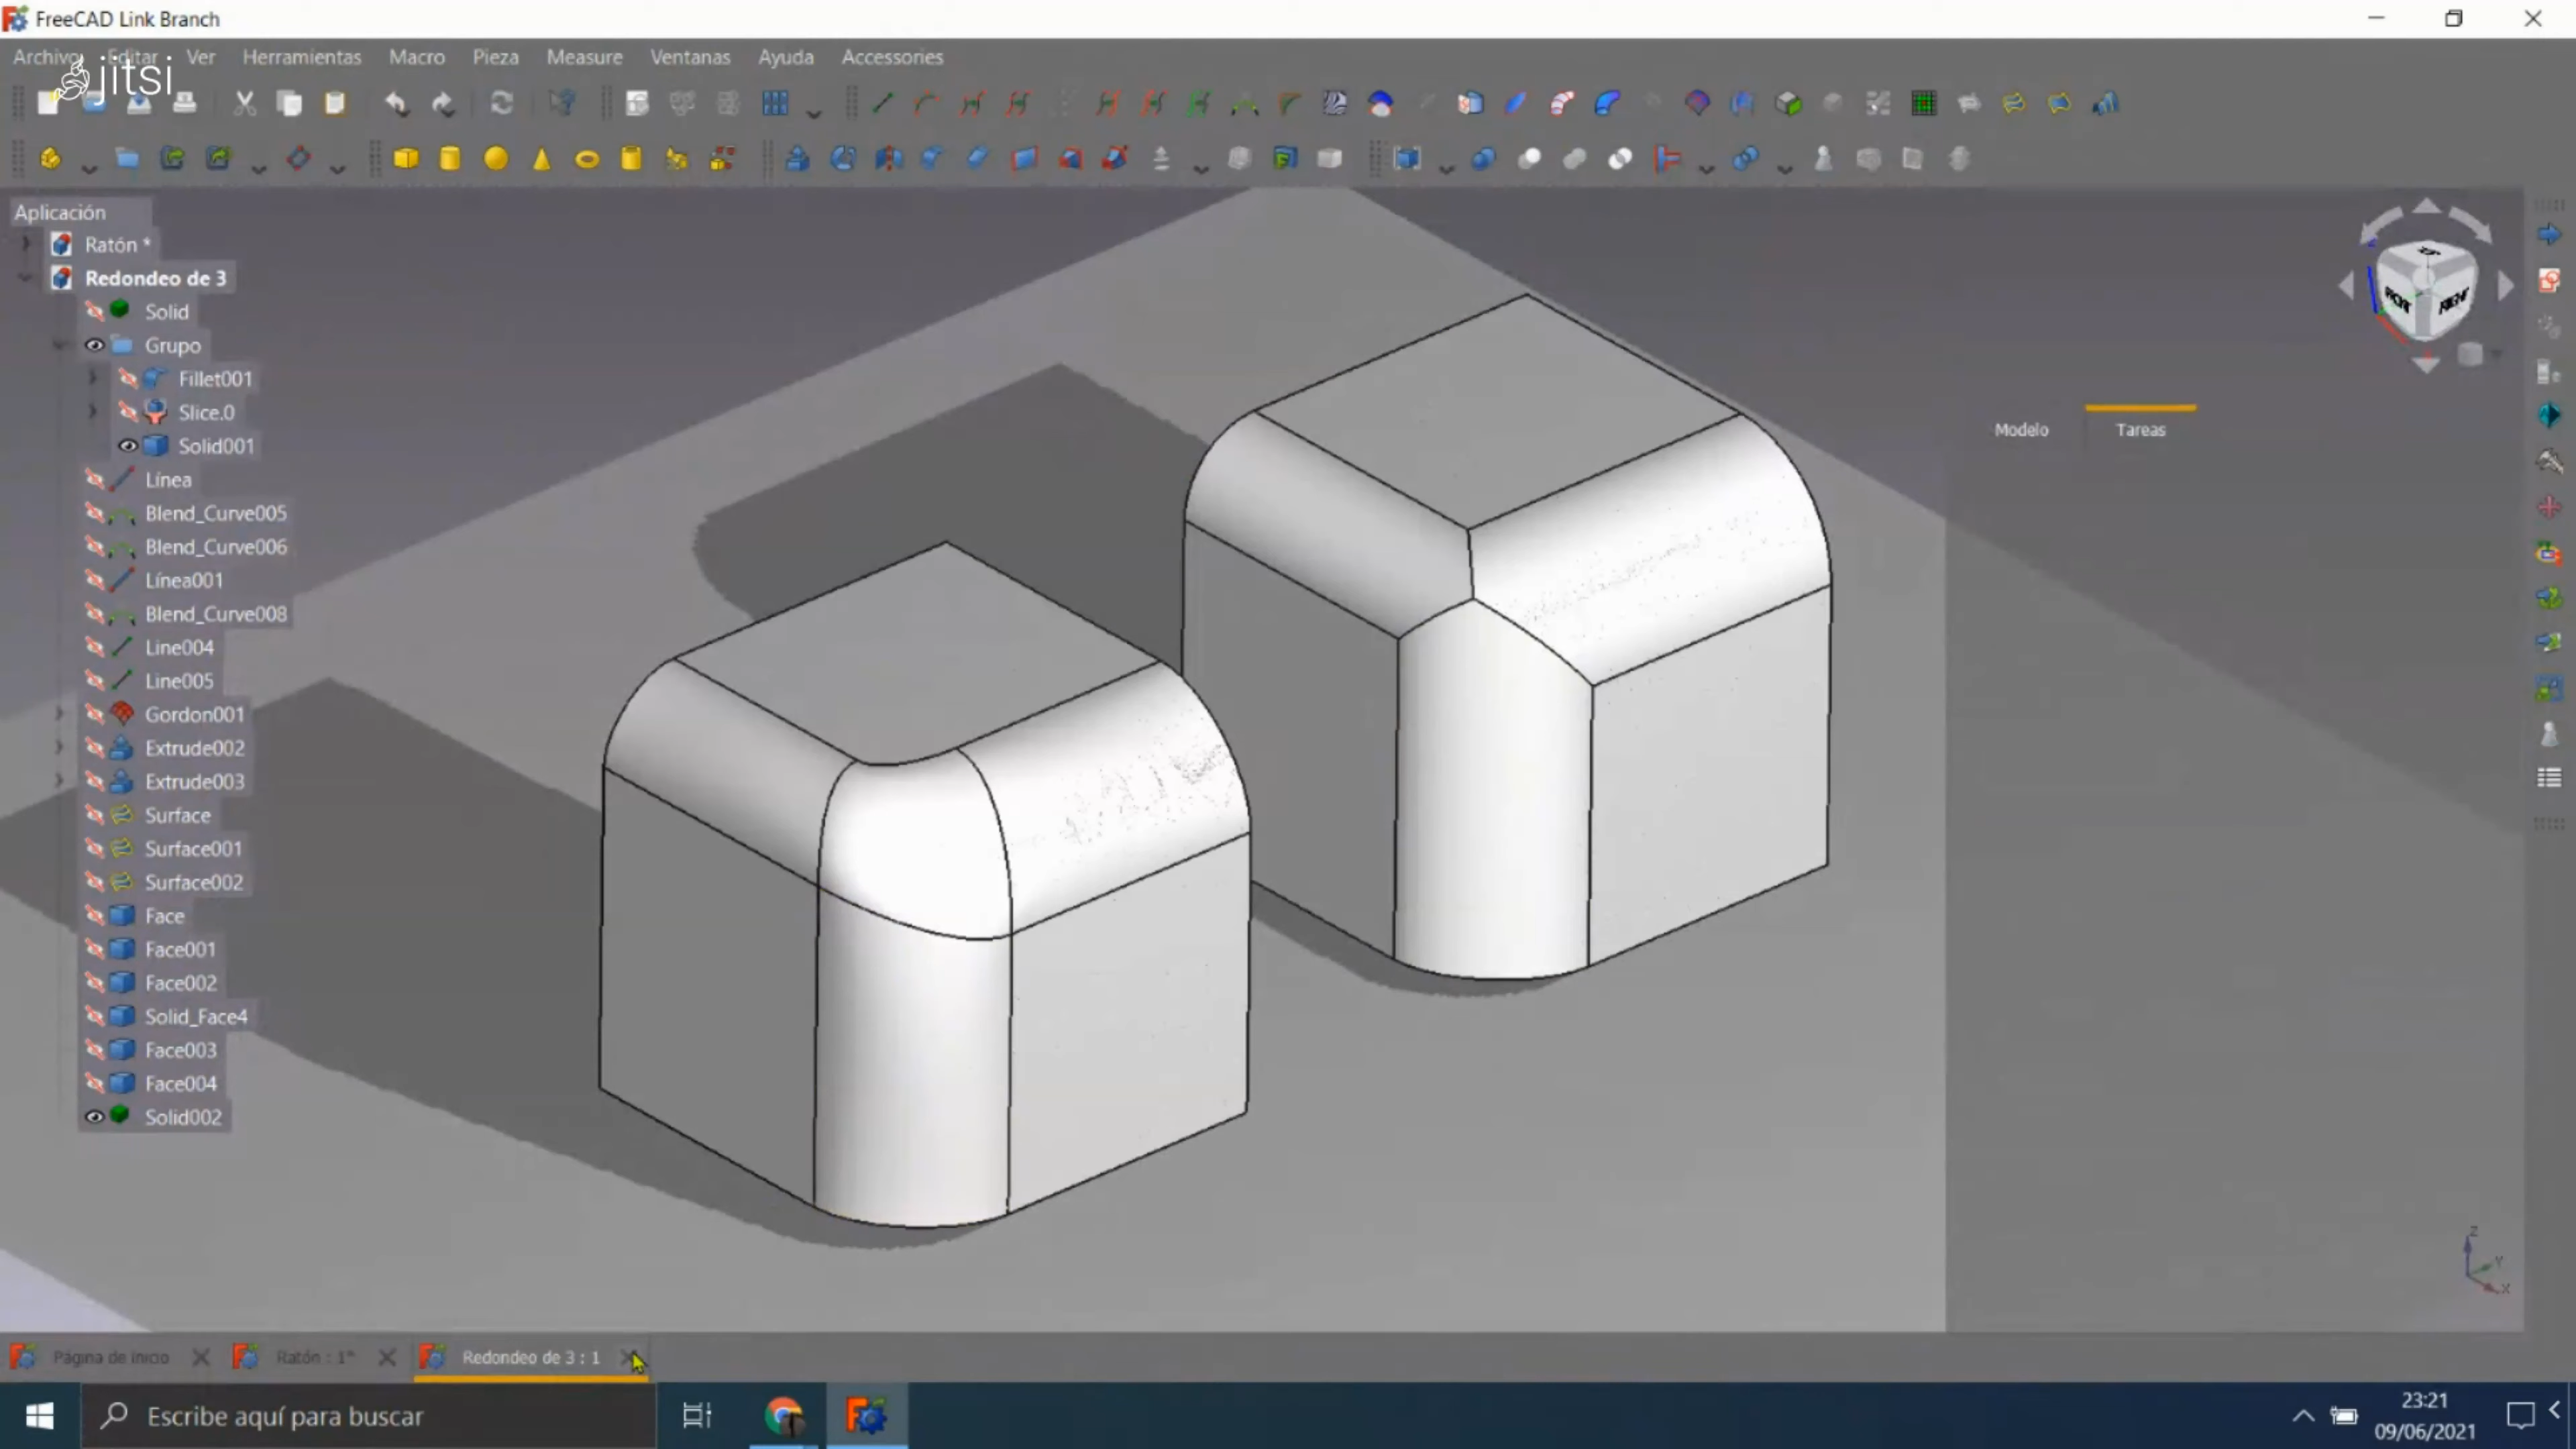 FreeCAD Link Branch
Archivo Editar Ver Herramientas Macro Pieza Measure Ventanas Ayuda Accessories
jitsi
Aplicación
Ratón *
Redondeo de 3
Solid
Grupo
Fillet001
Slice.0
Solid001
Línea
Blend_Curve005
Blend_Curve006
Línea001
Blend_Curve008
Line004
Line005
Gordon001
Extrude002
Extrude003
Surface
Surface001
Surface002
Face
Face001
Face002
Solid_Face4
Face003
Face004
Solid002
RIGHT
Modelo Tareas
Z
Y
X
Página de inicio Ratón : 1* Redondeo de 3 : 1
Escribe aquí para buscar
23:21
09/06/2021